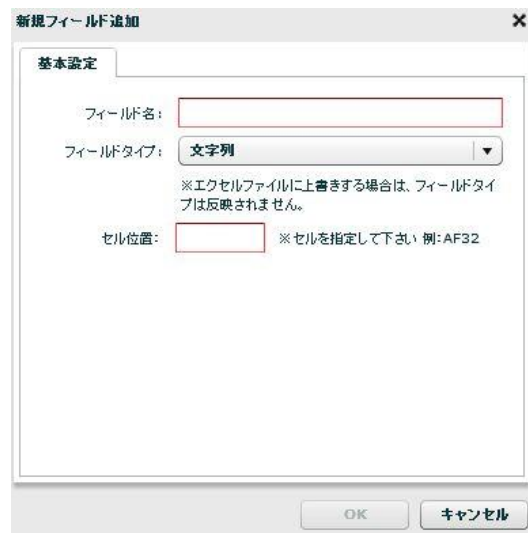 新規フィールド追加
基本設定
フィールド名:
フィールドタイプ: 文字列
※エクセルファイルに上書きする場合は、フィールドタイ
プは反映されません。
セル位置: ※セルを指定して下さい 例:AF32
OK キャンセル